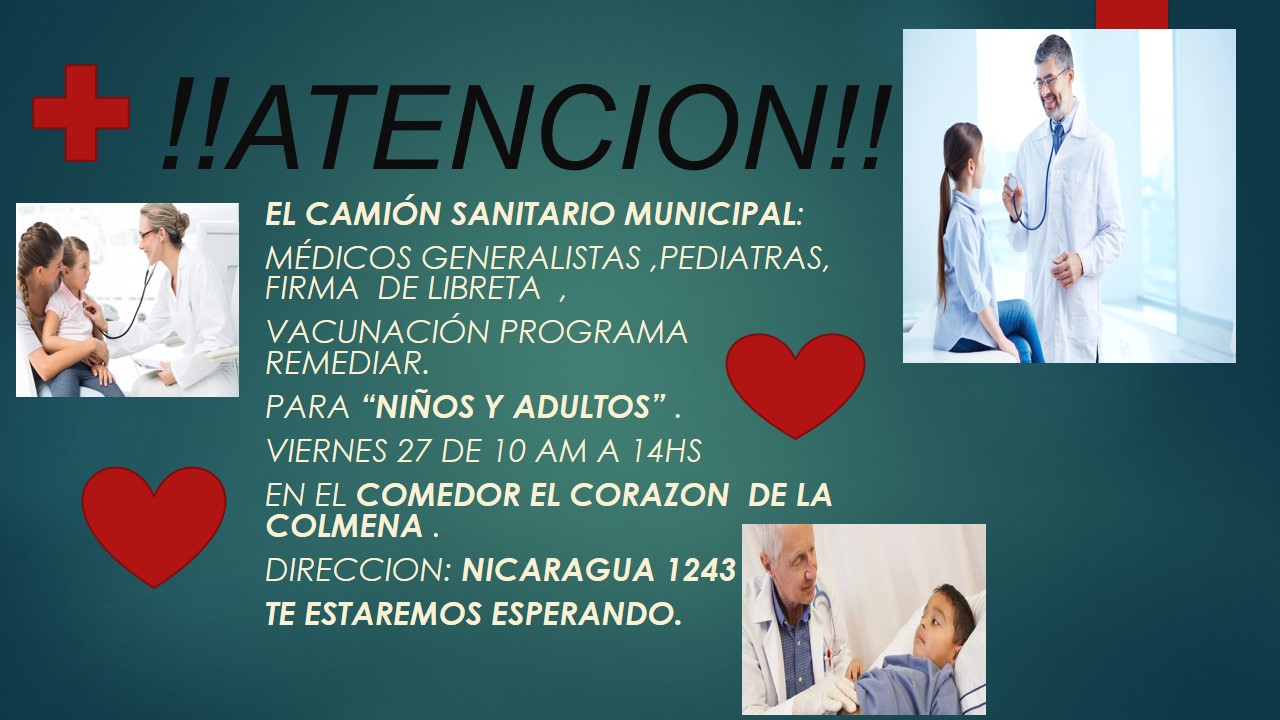 !!ATENCION!!
EL CAMIÓN SANITARIO MUNICIPAL:
MÉDICOS GENERALISTAS ,PEDIATRAS,
FIRMA DE LIBRETA ,
VACUNACIÓN PROGRAMA
REMEDIAR.
PARA “NIÑOS Y ADULTOS” .
VIERNES 27 DE 10 AM A 14HS
EN EL COMEDOR EL CORAZON DE LA
COLMENA .
DIRECCION: NICARAGUA 1243
TE ESTAREMOS ESPERANDO.